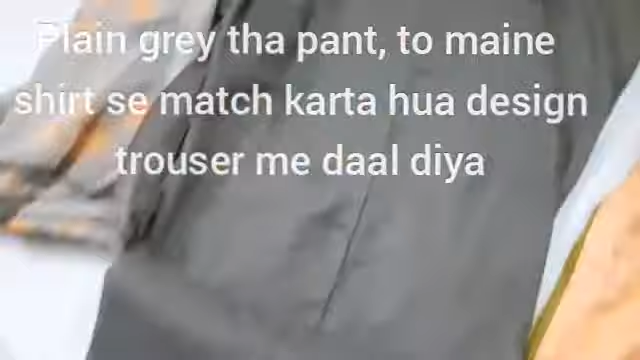 Plain grey tha pant, to maine
shirt se match karta hua design
trouser me daal diya